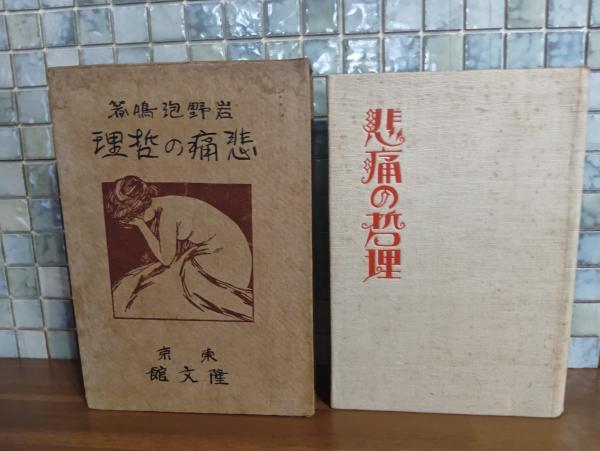 岩野泡鳴著
悲痛の哲理
東京
隆文館
悲痛の哲理